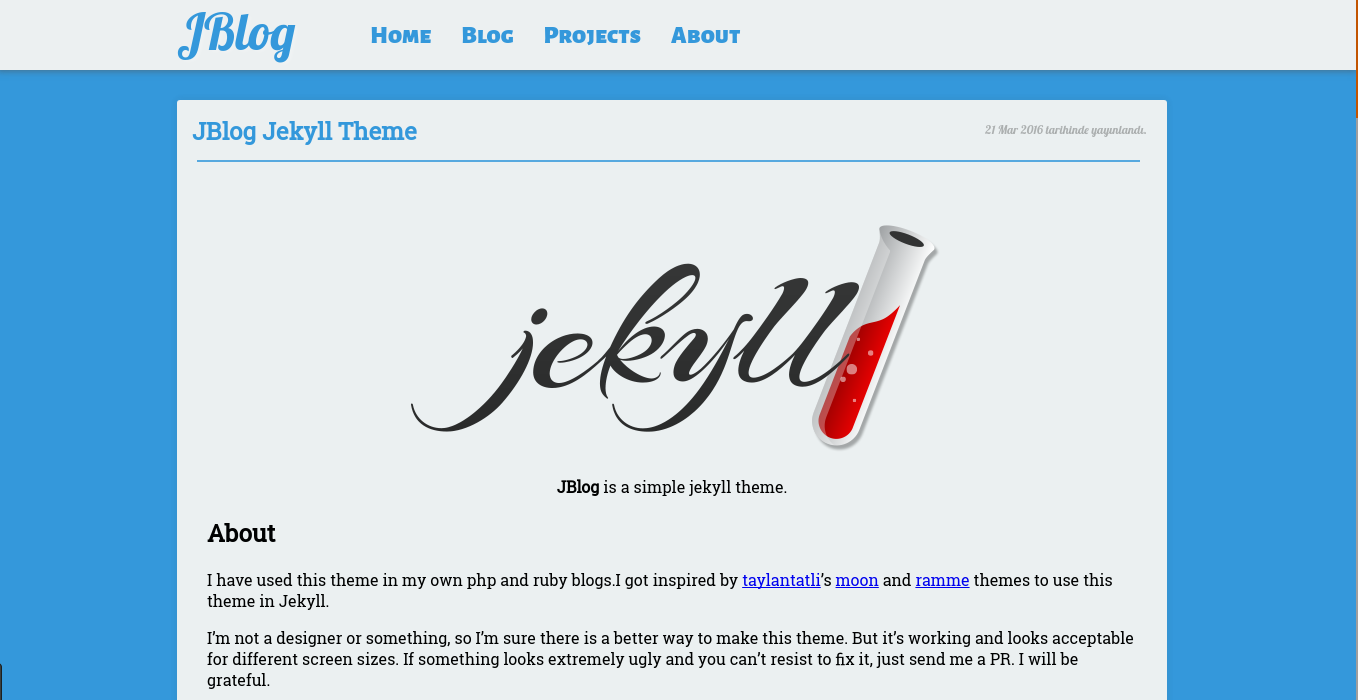 JBlog
Home Blog Projects About
JBlog Jekyll Theme
21 Mar 2016 tarihinde yayınlandı.
jekyll
JBlog is a simple jekyll theme.
About
I have used this theme in my own php and ruby blogs.I got inspired by taylantatli’s moon and ramme themes to use this
theme in Jekyll.
I’m not a designer or something, so I’m sure there is a better way to make this theme. But it’s working and looks acceptable
for different screen sizes. If something looks extremely ugly and you can’t resist to fix it, just send me a PR. I will be
grateful.